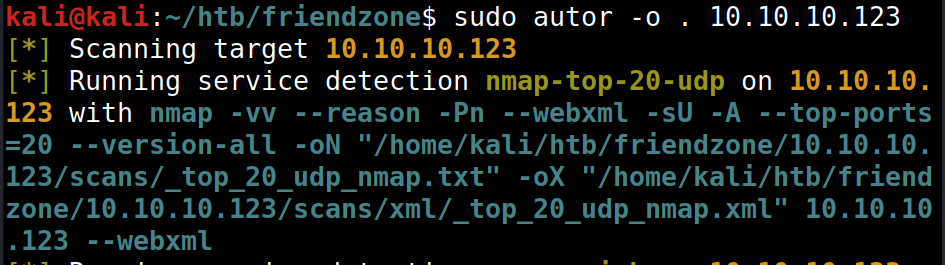 kali@kali:~/htb/friendzone$ sudo autor -o . 10.10.10.123
[*] Scanning target 10.10.10.123
[*] Running service detection nmap-top-20-udp on 10.10.10.
123 with nmap -vv --reason -Pn --webxml -sU -A --top-ports
=20 --version-all -oN "/home/kali/htb/friendzone/10.10.10.
123/scans/_top_20_udp_nmap.txt" -oX "/home/kali/htb/friend
zone/10.10.10.123/scans/xml/_top_20_udp_nmap.xml" 10.10.10
.123 --webxml